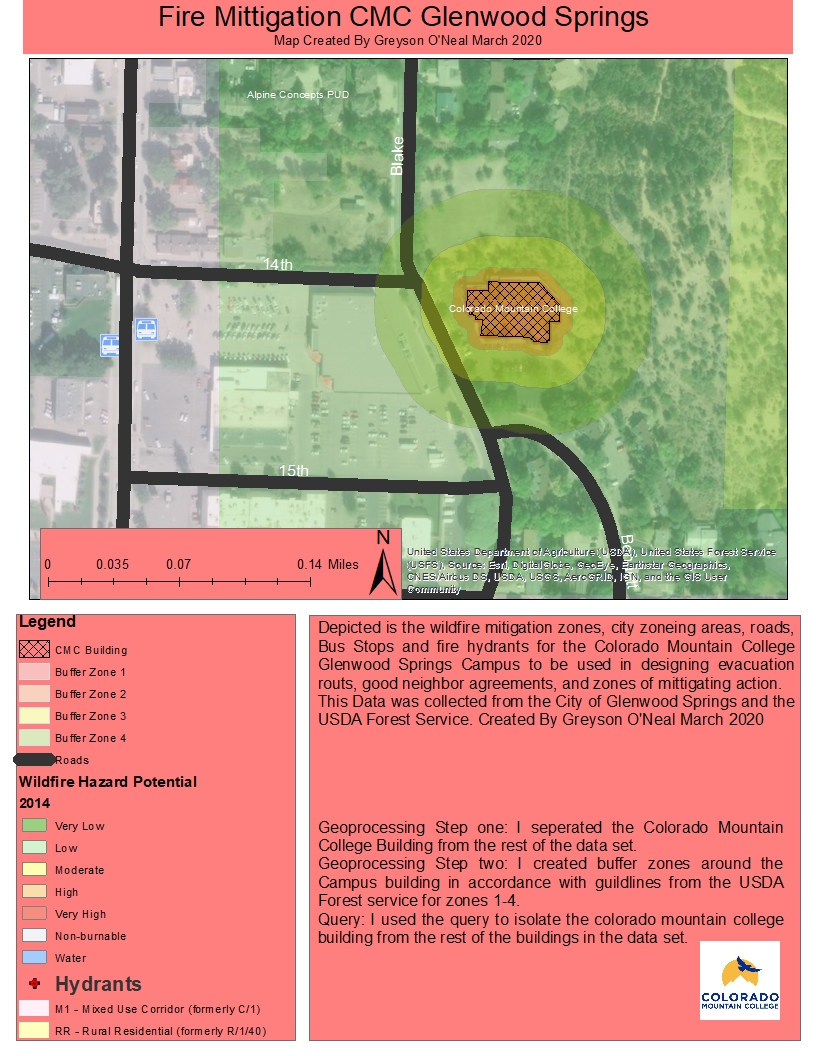 Fire Mittigation CMC Glenwood Springs
Map Created By Greyson O'Neal March 2020
Alpine Concepts PUD
Blake
14th
Colorado Mountain College
15th
N
0 0.035 0.07 0.14 Miles
United States Department of Agriculture (USDA), United States Forest Service
(USFS). Source: Esri, DigitalGlobe, GeoEye, Earthstar Geographics,
CNES/Airbus DS, USDA, USGS, AeroGRID, IGN, and the GIS User
Community
Legend
CMC Building
Buffer Zone 1
Buffer Zone 2
Buffer Zone 3
Buffer Zone 4
Roads
Wildfire Hazard Potential
2014
Very Low
Low
Moderate
High
Very High
Non-burnable
Water
Hydrants
M1 - Mixed Use Corridor (formerly C/1)
RR - Rural Residential (formerly R/1/40)
Depicted is the wildfire mitigation zones, city zoneing areas, roads,
Bus Stops and fire hydrants for the Colorado Mountain College
Glenwood Springs Campus to be used in designing evacuation
routs, good neighbor agreements, and zones of mitigating action.
This Data was collected from the City of Glenwood Springs and the
USDA Forest Service. Created By Greyson O'Neal March 2020
Geoprocessing Step one: I seperated the Colorado Mountain
College Building from the rest of the data set.
Geoprocessing Step two: I created buffer zones around the
Campus building in accordance with guildlines from the USDA
Forest service for zones 1-4.
Query: I used the query to isolate the colorado mountain college
building from the rest of the buildings in the data set.
COLORADO
MOUNTAIN COLLEGE